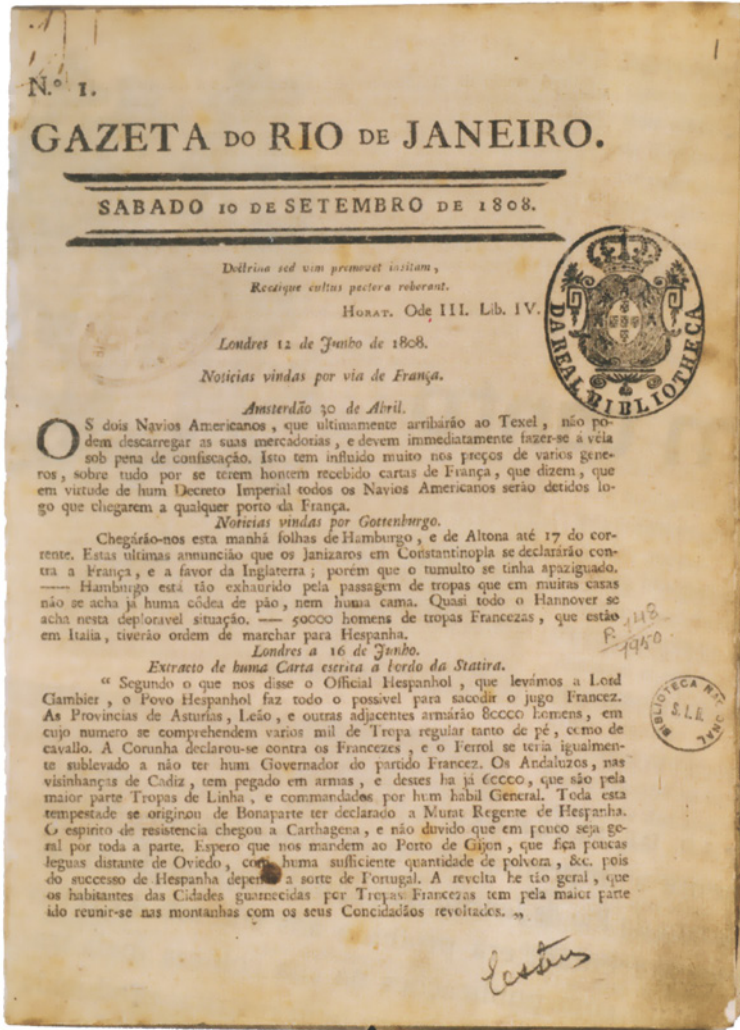 1
N.º 1.
GAZETA DO RIO DE JANEIRO.
SABADO 10 DE SETEMBRO DE 1808.
Doctrina sed vim promovet insitam,
Rectique cultus pectora roborant.
HORAT. Ode III. Lib. IV.
DA REAL BIBLIOTHECA
Londres 12 de Junho de 1808.
Noticias vindas por via de França.
Amsterdão 30 de Abril.
OS dois Navios Americanos, que ultimamente arribárão ao Texel, não po-
dem descarregar as suas mercadorias, e devem immediatamente fazer-se á véla
sob pena de confiscação. Isto tem influido muito nos preços de varios gene-
ros, sobre tudo por se terem hontem recebido cartas de França, que dizem, que
em virtude de hum Decreto Imperial todos os Navios Americanos serão detidos lo-
go que chegarem a qualquer porto da França.
Noticias vindas por Gottenburgo.
Chegárão-nos esta manhá folhas de Hamburgo, e de Altona até 17 do cor-
rente. Estas ultimas annuncião que os Janizaros em Constantinopla se declarárão con-
tra a França, e a favor da Inglaterra; porém que o tumulto se tinha apaziguado.
—— Hamburgo está tão exhaurido pela passagem de tropas que em muitas casas
não se acha já huma códea de pão, nem huma cama. Quasi todo o Hannover se
acha nesta deploravel situação. —— 50000 homens de tropas Francezas, que estão
em Italia, tiverão ordem de marchar para Hespanha.
Londres a 16 de Junho.
Extracto de huma Carta escrita a bordo da Statira.
“ Segundo o que nos disse o Official Hespanhol, que levámos a Lord
Gambier, o Povo Hespanhol faz todo o possivel para sacodir o jugo Francez.
As Provincias de Asturias, Leão, e outras adjacentes armárão 80000 homens, em
cujo numero se comprehendem varios mil de Tropa regular tanto de pé, como de
cavallo. A Corunha declarou-se contra os Francezes, e o Ferrol se teria igualmen-
te sublevado a não ter hum Governador do partido Francez. Os Andaluzos, nas
visinhanças de Cadiz, tem pegado em armas, e destes ha já 60000, que são pela
maior parte Tropas de Linha, e commandados por hum habil General. Toda esta
tempestade se originou de Bonaparte ter declarado a Murat Regente de Hespanha.
O espirito de resistencia chegou a Carthagena, e não duvido que em pouco seja ge-
ral por toda a parte. Espero que nos mandem ao Porto de Gijon, que fica poucas
leguas distante de Oviedo, com huma sufficiente quantidade de polvora, &c. pois
do successo de Hespanha depende a sorte de Portugal. A revolta he tão geral, que
os habitantes das Cidades guarnecidas por Tropas Francezas tem pela maior parte
ido reunir-se nas montanhas com os seus Concidadãos revoltados. „
1950
BIBLIOTECA NACIONAL